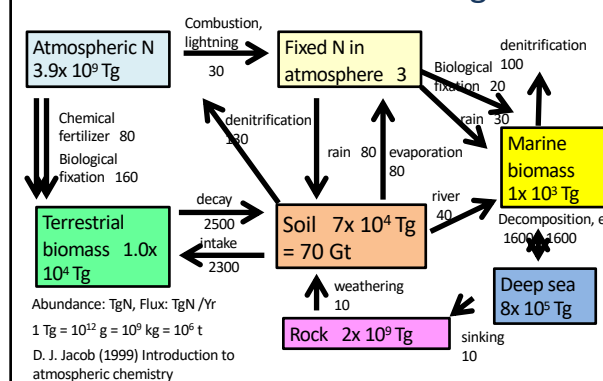 Combustion,
lightning
30
Atmospheric N
3.9x 10⁹ Tg
Fixed N in
atmosphere 3
denitrification
100
Biological
fixation 20
rain 30
Chemical
fertilizer 80
Biological
fixation 160
denitrification
130
rain 80
evaporation
80
Marine
biomass
1x 10³ Tg
decay
2500
intake
2300
Terrestrial
biomass 1.0x
10⁴ Tg
Soil 7x 10⁴ Tg
= 70 Gt
river
40
Decomposition, e
1600 1600
weathering
10
Deep sea
8x 10⁵ Tg
Rock 2x 10⁹ Tg
sinking
10
Abundance: TgN, Flux: TgN /Yr
1 Tg = 10¹² g = 10⁹ kg = 10⁶ t
D. J. Jacob (1999) Introduction to
atmospheric chemistry